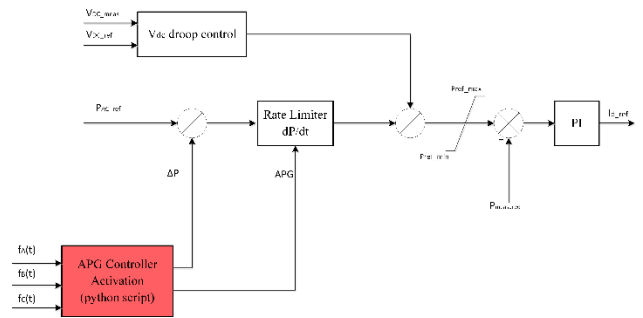 VDC_meas
VDC_ref
Vdc droop control
PAC_ref
Rate Limiter
dP/dt
Pref_max
Pref_min
PI
Id_ref
ΔP
APG
Pmeasured
fA(t)
fB(t)
fC(t)
APG Controller
Activation
(python script)